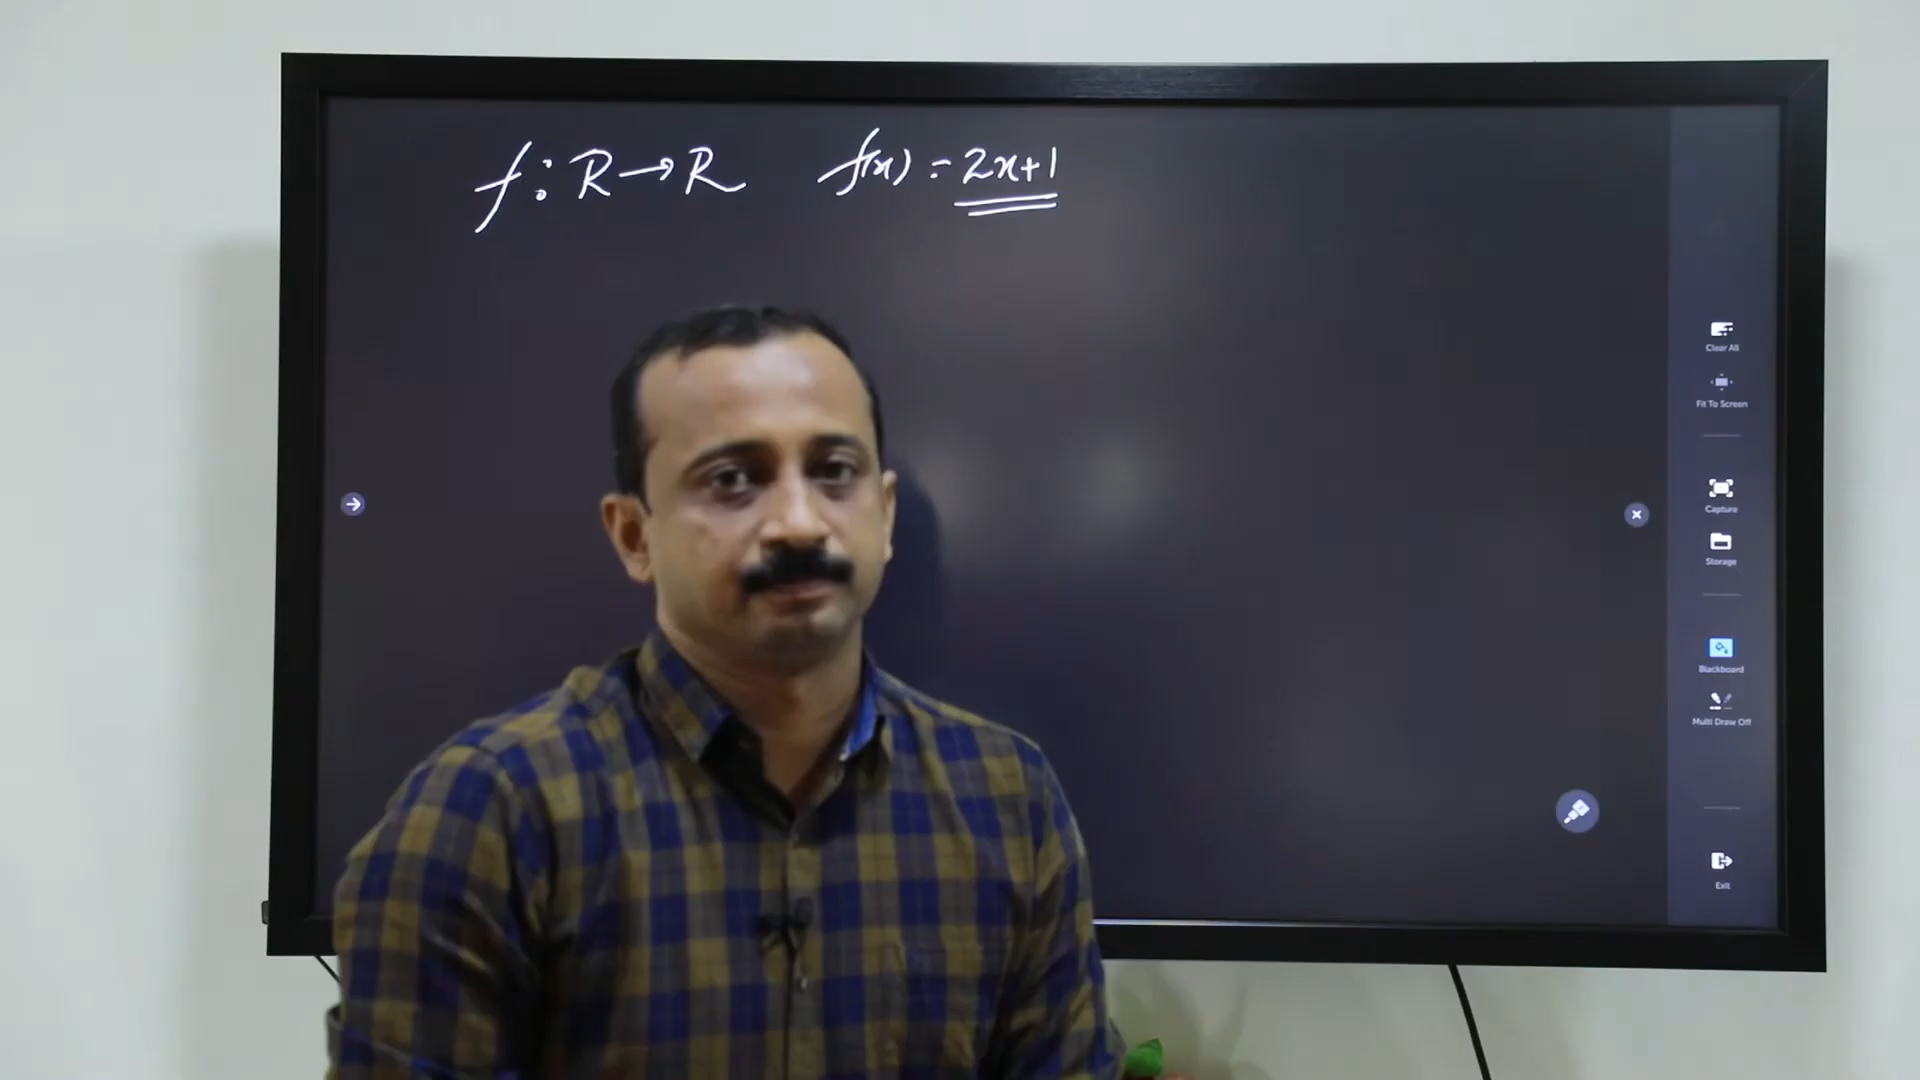 f: R→R f(x) = 2x+1
Clear All
Fit To Screen
Capture
Storage
Blackboard
Multi Draw Off
Exit